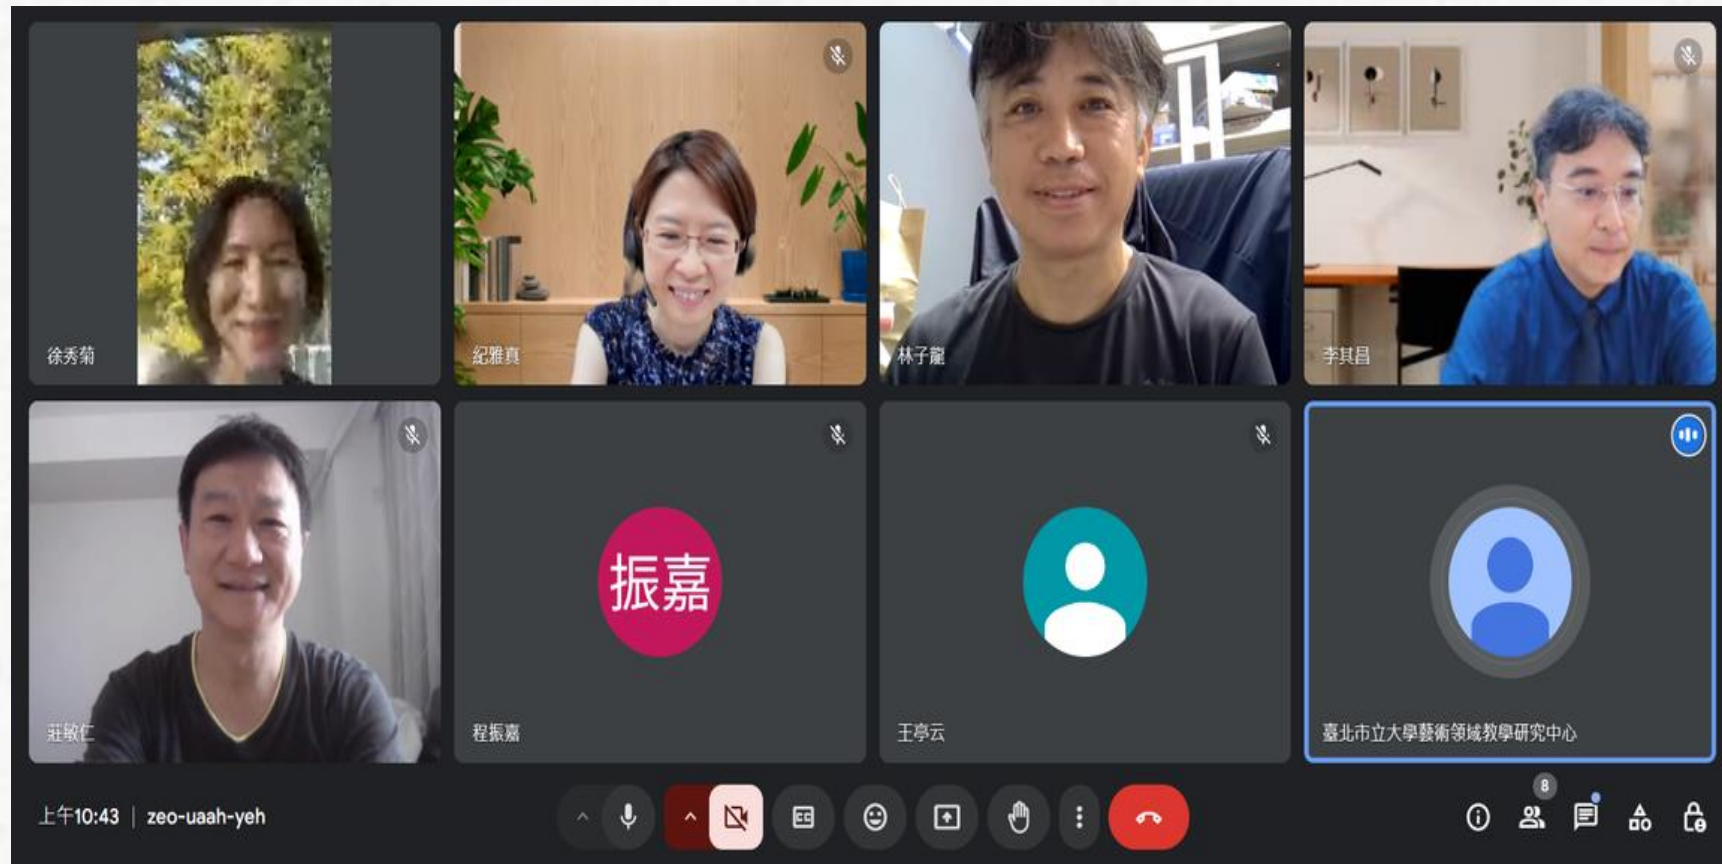 徐秀菊
紀雅真
林子龍
李其昌
莊敏仁
振嘉
程振嘉
王亭云
臺北市立大學藝術領域教學研究中心
上午10:43 | zeo-uaah-yeh
CC
8